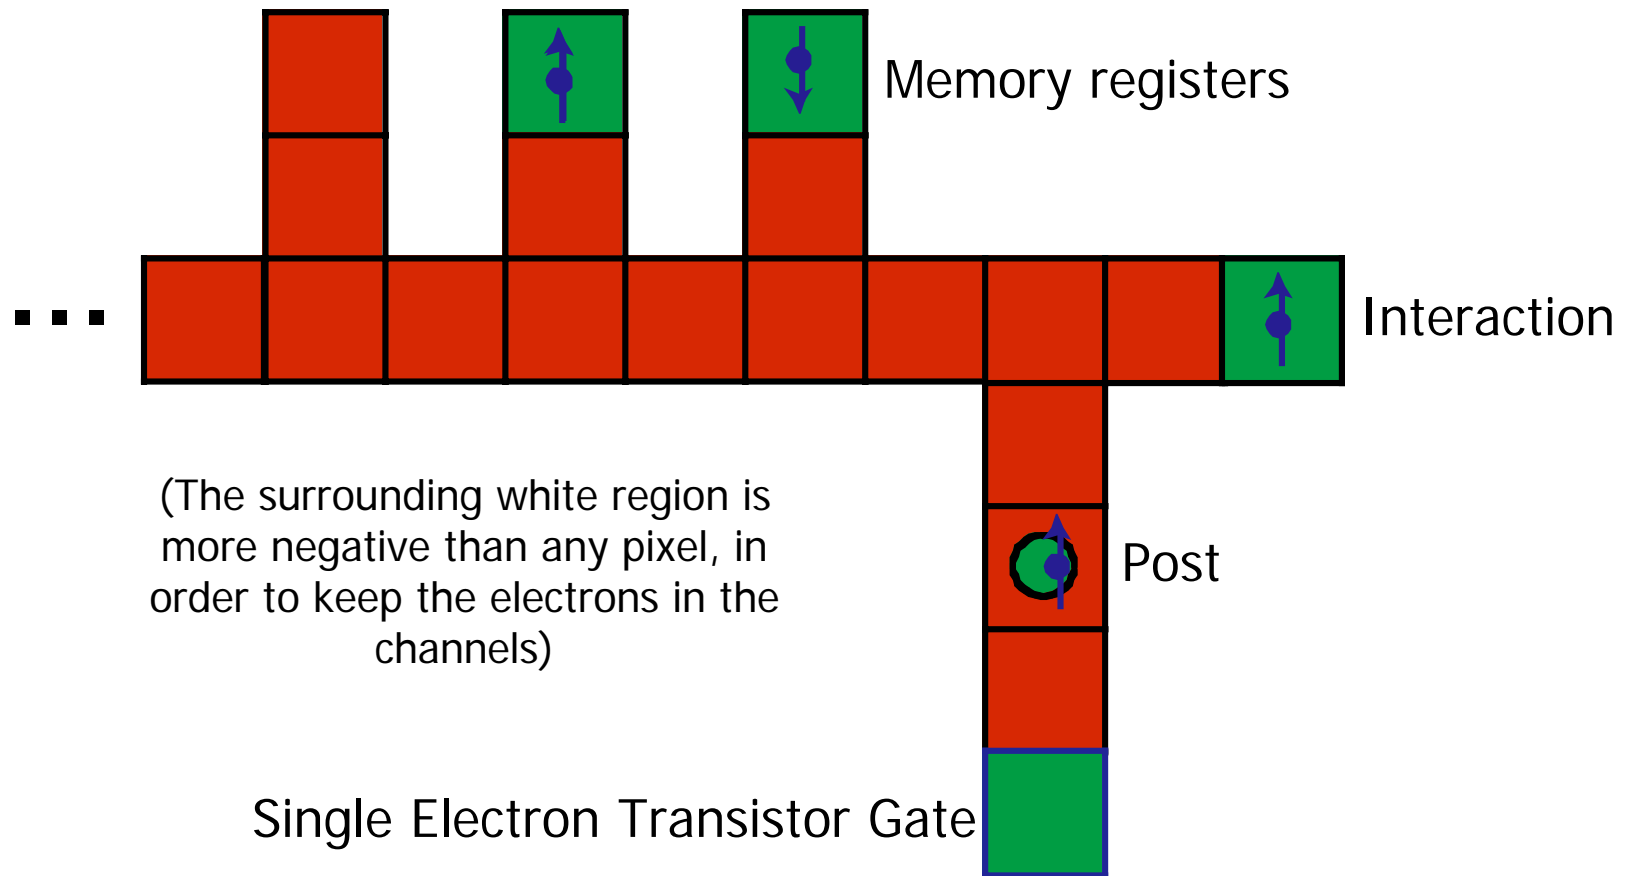 Memory registers
Interaction
(The surrounding white region is
more negative than any pixel, in
order to keep the electrons in the
channels)
Post
Single Electron Transistor Gate